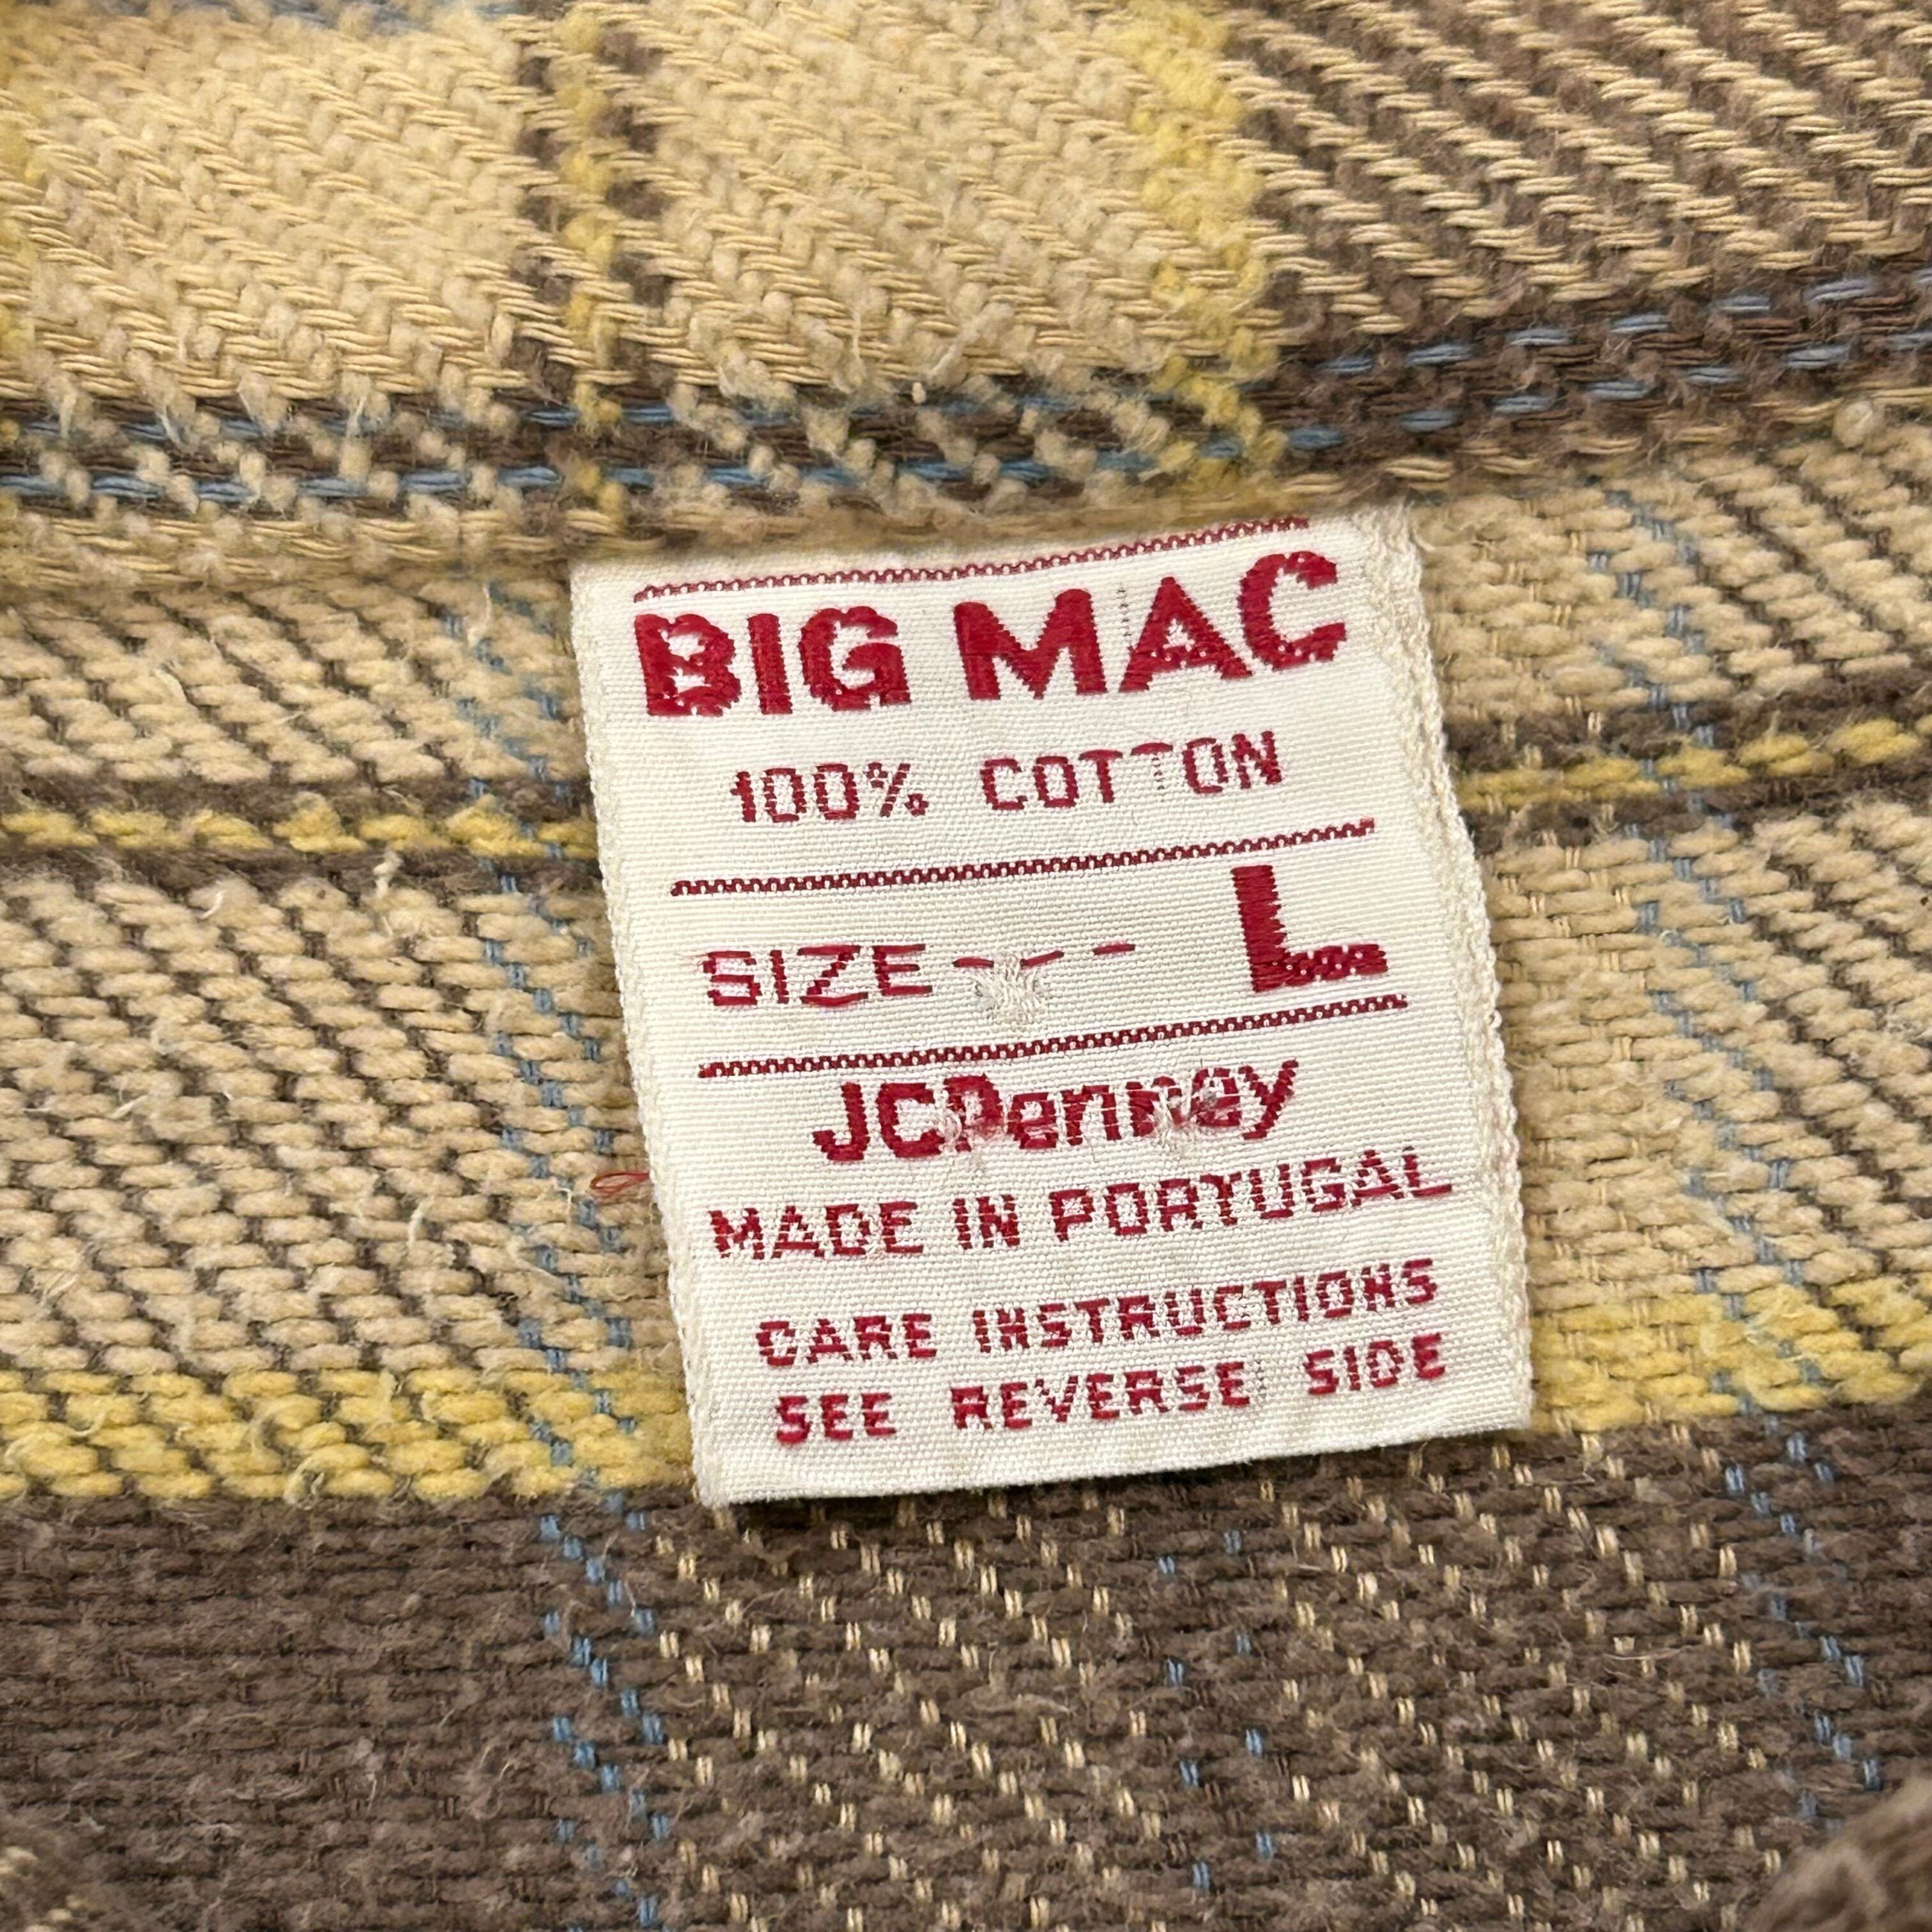 BIG MAC
100% COTTON
SIZE --- L
JCPenney
MADE IN PORTUGAL
CARE INSTRUCTIONS
SEE REVERSE SIDE